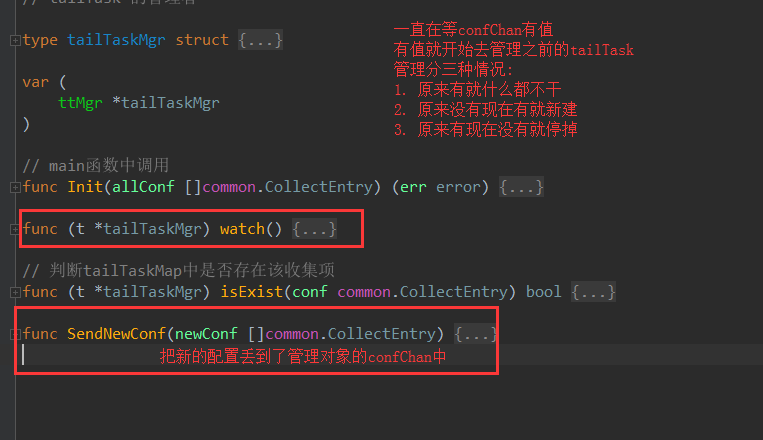 type tailTaskMgr struct {...}
一直在等confChan有值
有值就开始去管理之前的tailTask
管理分三种情况:
1. 原来有就什么都不干
2. 原来没有现在有就新建
3. 原来有现在没有就停掉
var (
ttMgr *tailTaskMgr
)
// main函数中调用
func Init(allConf []common.CollectEntry) (err error) {...}
func (t *tailTaskMgr) watch() {...}
// 判断tailTaskMap中是否存在该收集项
func (t *tailTaskMgr) isExist(conf common.CollectEntry) bool {...}
func SendNewConf(newConf []common.CollectEntry) {...}
把新的配置丢到了管理对象的confChan中